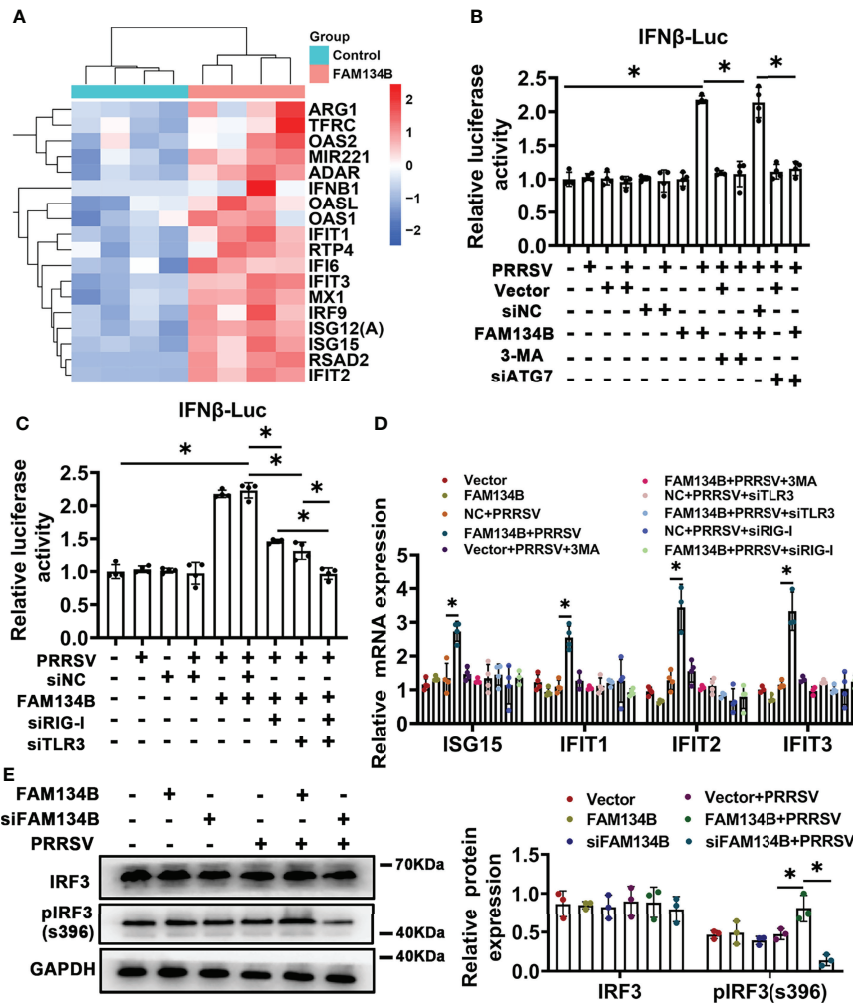 A
Group
Control
FAM134B
2
1
0
−1
−2
ARG1
TFRC
OAS2
MIR221
ADAR
IFNB1
OASL
OAS1
IFIT1
RTP4
IFI6
IFIT3
MX1
IRF9
ISG12(A)
ISG15
RSAD2
IFIT2
B
IFNβ-Luc
Relative luciferase
activity
2.5
2.0
1.5
1.0
0.5
0.0
* * *
PRRSV - + - + - + - + + + + + +
Vector - - + + - - - - + - - - -
siNC - - - - + + - - - - + - -
FAM134B - - - - - - + + - + + - +
3-MA - - - - - - - - + + - - -
siATG7 - - - - - - - - - - - + +
C
IFNβ-Luc
Relative luciferase
activity
2.5
2.0
1.5
1.0
0.5
0.0
* * * * *
PRRSV - + - + + + + + +
siNC - - + + - + - - -
FAM134B - - - - + + + + +
siRIG-I - - - - - - + - +
siTLR3 - - - - - - - + +
D
Vector
FAM134B
NC+PRRSV
FAM134B+PRRSV
Vector+PRRSV+3MA
FAM134B+PRRSV+3MA
NC+PRRSV+siTLR3
FAM134B+PRRSV+siTLR3
NC+PRRSV+siRIG-I
FAM134B+PRRSV+siRIG-I
Relative mRNA expression
5
4
3
2
1
0
* * * *
ISG15 IFIT1 IFIT2 IFIT3
E
FAM134B - + - - + -
siFAM134B - - + - - +
PRRSV - - - + + +
IRF3
70KDa
pIRF3
(s396)
40KDa
GAPDH
40KDa
Vector
FAM134B
siFAM134B
Vector+PRRSV
FAM134B+PRRSV
siFAM134B+PRRSV
Relative protein
expression
1.5
1.0
0.5
0.0
* *
IRF3 pIRF3(s396)